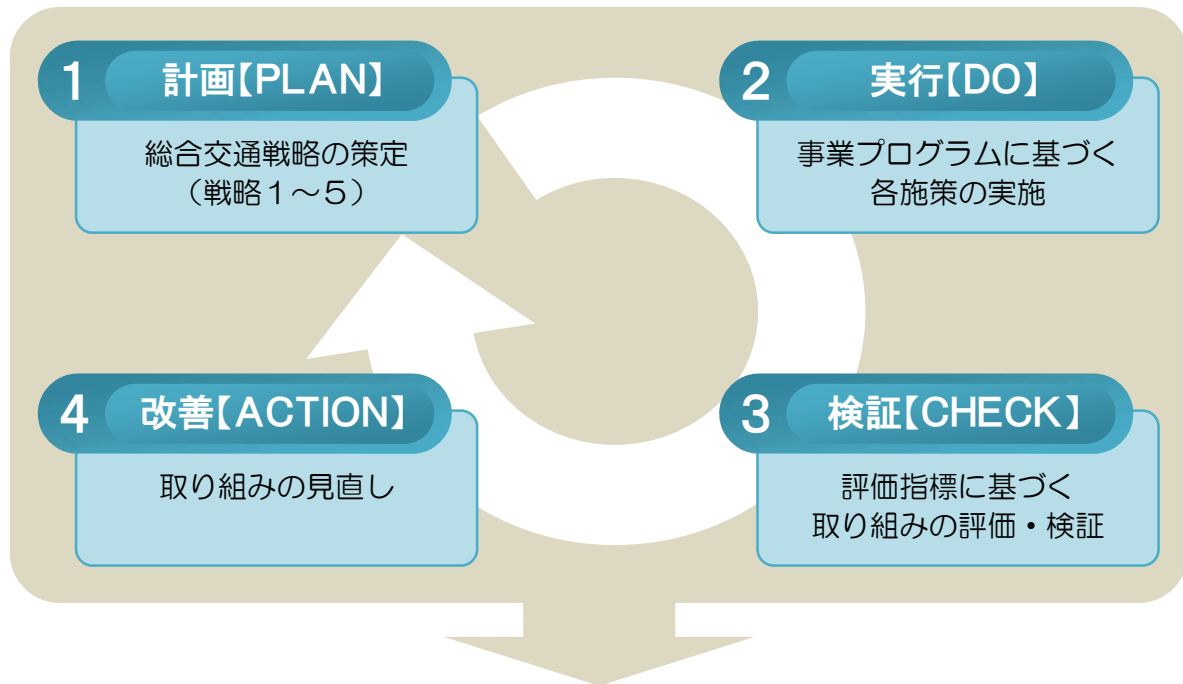 1 計画【PLAN】
総合交通戦略の策定
（戦略１～５）
2 実行【DO】
事業プログラムに基づく
各施策の実施
3 検証【CHECK】
評価指標に基づく
取り組みの評価・検証
4 改善【ACTION】
取り組みの見直し